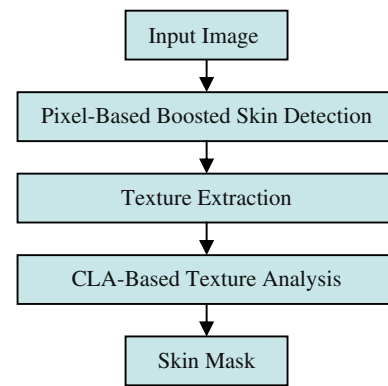 Input Image
Pixel-Based Boosted Skin Detection
Texture Extraction
CLA-Based Texture Analysis
Skin Mask